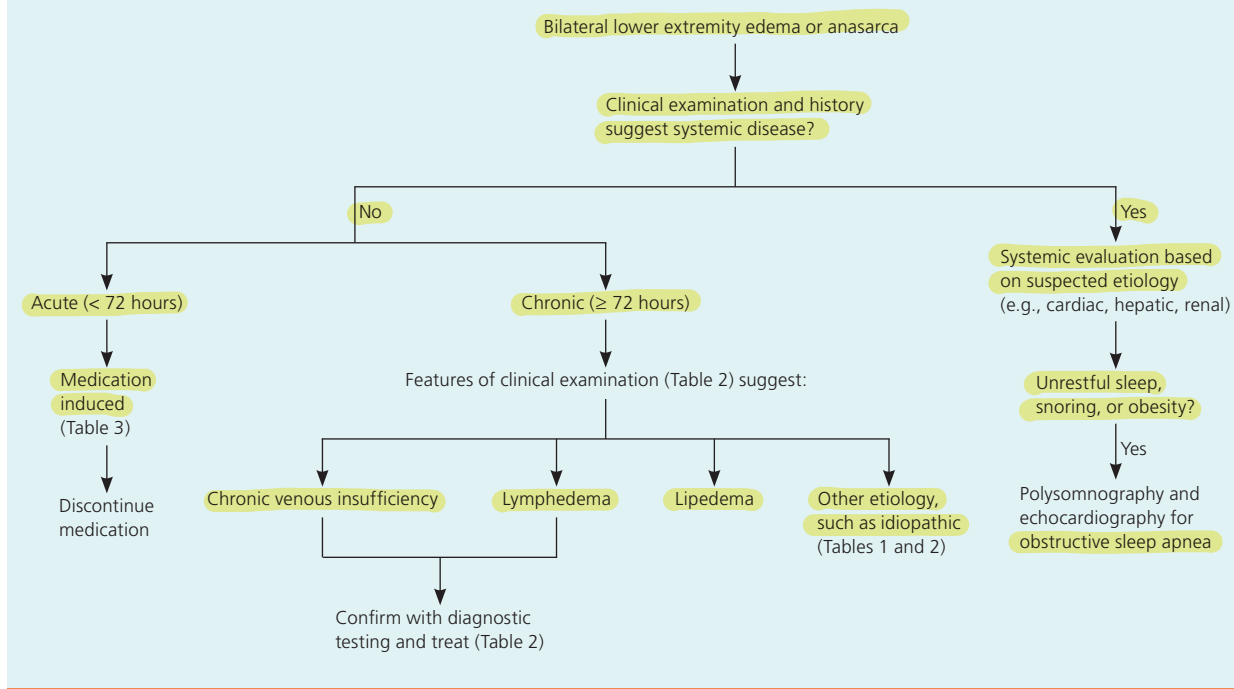 Bilateral lower extremity edema or anasarca
Clinical examination and history
suggest systemic disease?
No
Yes
Acute (< 72 hours)
Chronic (≥ 72 hours)
Systemic evaluation based
on suspected etiology
(e.g., cardiac, hepatic, renal)
Medication
induced
(Table 3)
Features of clinical examination (Table 2) suggest:
Unrestful sleep,
snoring, or obesity?
Yes
Discontinue
medication
Chronic venous insufficiency
Lymphedema
Lipedema
Other etiology,
such as idiopathic
(Tables 1 and 2)
Polysomnography and
echocardiography for
obstructive sleep apnea
Confirm with diagnostic
testing and treat (Table 2)